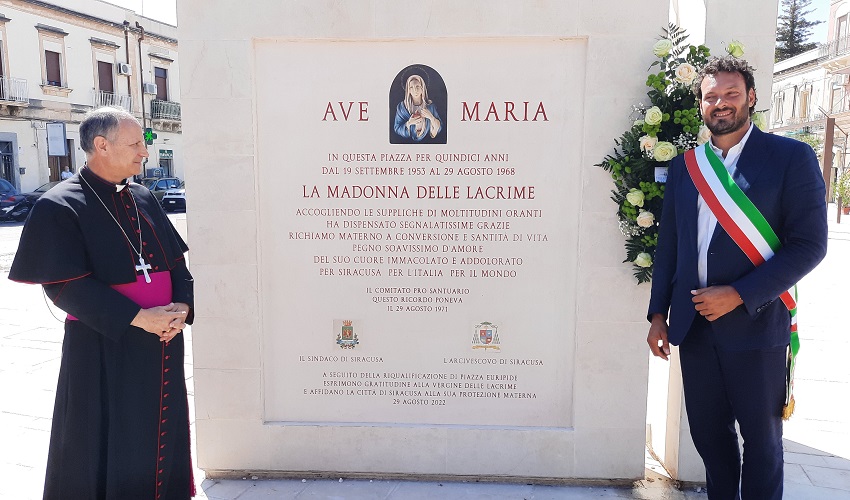 AVE MARIA
IN QUESTA PIAZZA PER QUINDICI ANNI
DAL 19 SETTEMBRE 1953 AL 29 AGOSTO 1968
LA MADONNA DELLE LACRIME
ACCOGLIENDO LE SUPPLICHE DI MOLTITUDINI ORANTI
HA DISPENSATO SEGNALATISSIME GRAZIE
RICHIAMO MATERNO A CONVERSIONE E SANTITÀ DI VITA
PEGNO SOAVISSIMO D'AMORE
DEL SUO CUORE IMMACOLATO E ADDOLORATO
PER SIRACUSA PER L'ITALIA PER IL MONDO
IL COMITATO PRO SANTUARIO
QUESTO RICORDO PONEVA
IL 29 AGOSTO 1971
IL SINDACO DI SIRACUSA L'ARCIVESCOVO DI SIRACUSA
A SEGUITO DELLA RIQUALIFICAZIONE DI PIAZZA EURIPIDE
ESPRIMONO GRATITUDINE ALLA VERGINE DELLE LACRIME
E AFFIDANO LA CITTÀ DI SIRACUSA ALLA SUA PROTEZIONE MATERNA
29 AGOSTO 2022